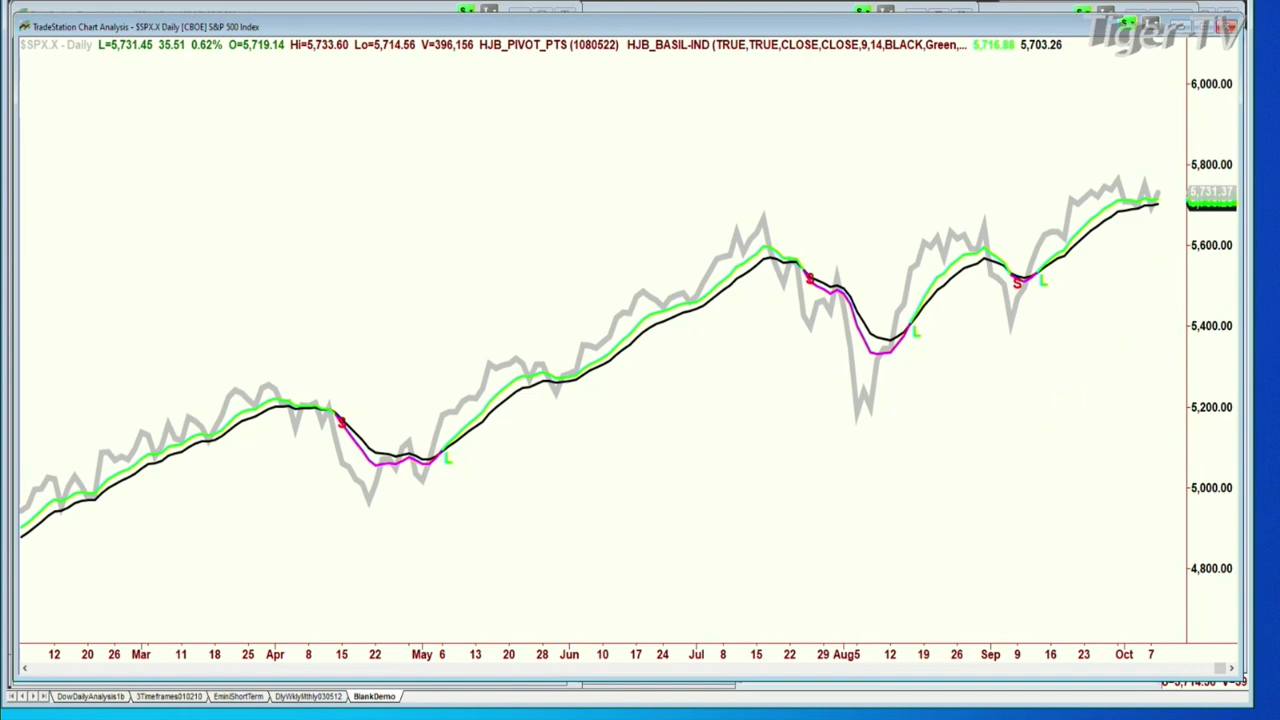 TradeStation Chart Analysis - $SPX.X Daily [CBOE] S&P 500 Index
Tiger TV
$SPX.X - Daily L=5,731.45 35.51 0.62% O=5,719.14 Hi=5,733.60 Lo=5,714.56 V=396,156 HJB_PIVOT_PTS (1080522) HJB_BASIL-IND (TRUE,TRUE,CLOSE,CLOSE,9,14,BLACK,Green,... 5,716.88 5,703.26
6,000.00
5,800.00
5,731.37
5,600.00
5,400.00
5,200.00
5,000.00
4,800.00
S
L
S
L
S
L
12 20 26 Mar 11 18 25 Apr 8 15 22 May 6 13 20 28 Jun 10 17 24 Jul 8 15 22 29 Aug 5 12 19 26 Sep 9 16 23 Oct 7
DowDailyAnalysis1b 3Timeframes010210 EminiShortTerm DlyWklyMthly030512 BlankDemo